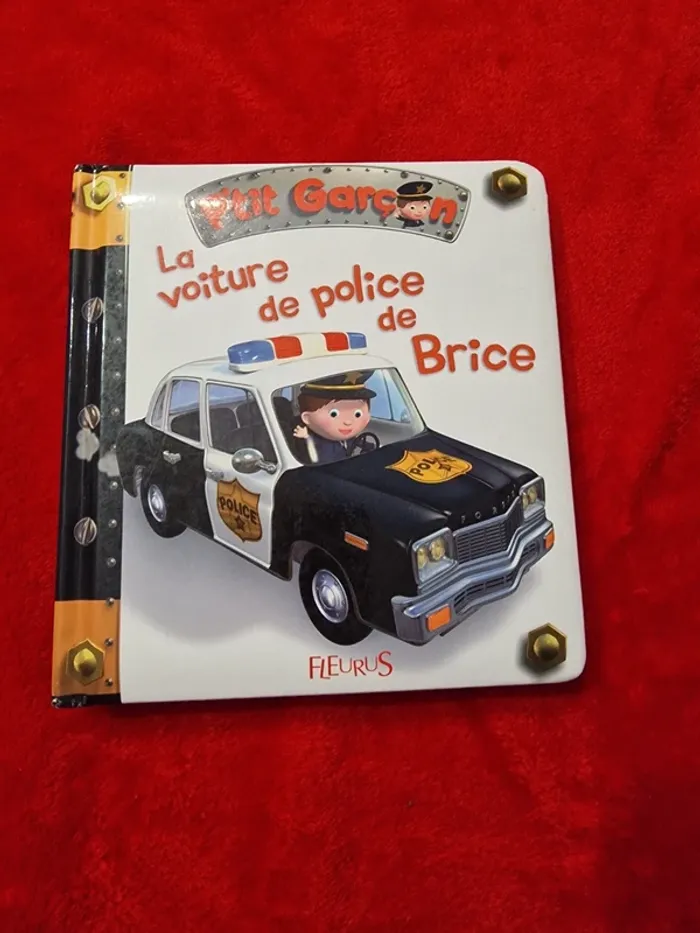 P'tit Garçon
La
voiture
de police
de
Brice
POLICE
POLICE
FLEURUS